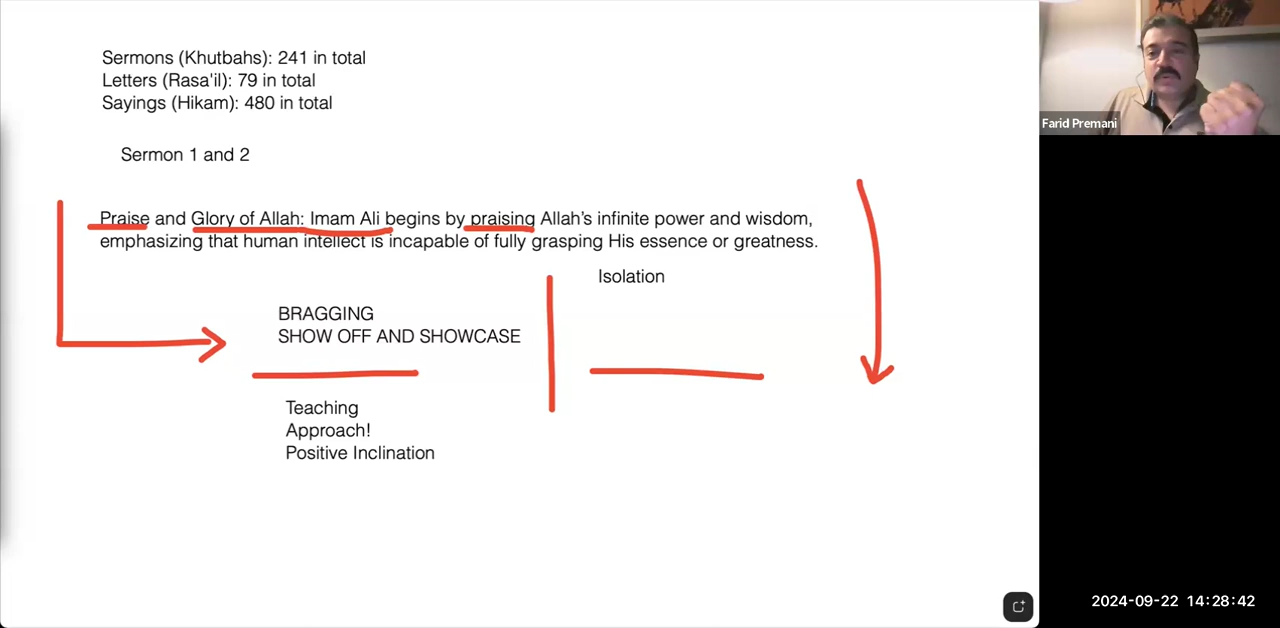 Sermons (Khutbahs): 241 in total
Letters (Rasa'il): 79 in total
Sayings (Hikam): 480 in total
Sermon 1 and 2
Praise and Glory of Allah: Imam Ali begins by praising Allah's infinite power and wisdom,
emphasizing that human intellect is incapable of fully grasping His essence or greatness.
Isolation
BRAGGING
SHOW OFF AND SHOWCASE
Teaching
Approach!
Positive Inclination
Farid Premani
2024-09-22 14:28:42